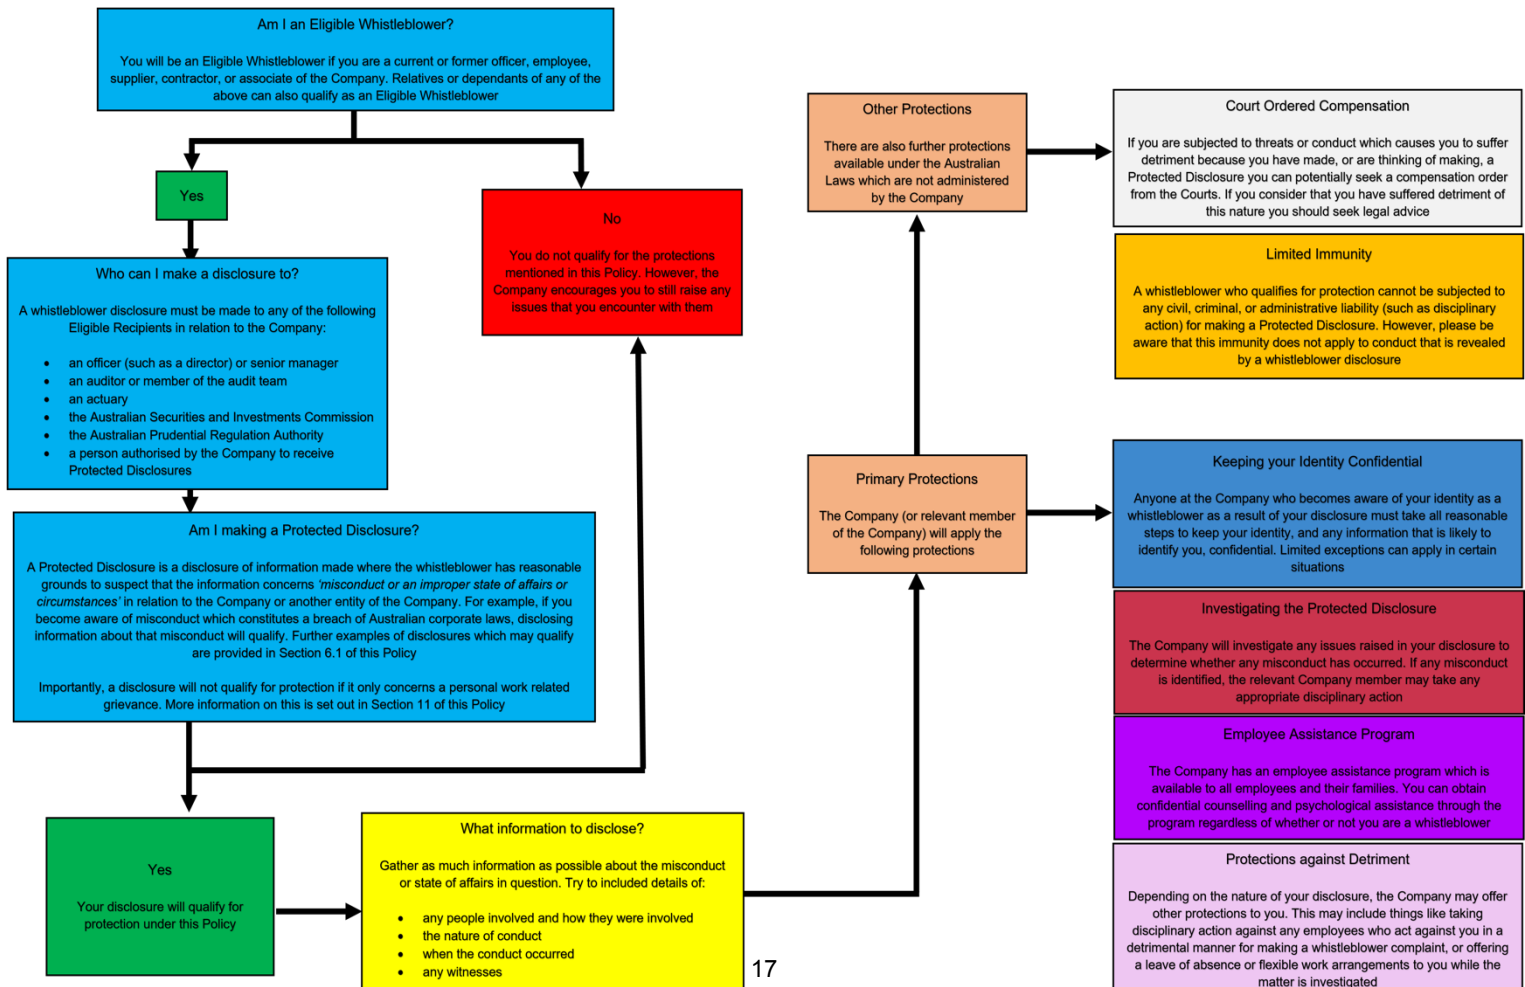 Am I an Eligible Whistleblower?
You will be an Eligible Whistleblower if you are a current or former officer, employee,
supplier, contractor, or associate of the Company. Relatives or dependants of any of the
above can also qualify as an Eligible Whistleblower
Yes
No
You do not qualify for the protections
mentioned in this Policy. However, the
Company encourages you to still raise any
issues that you encounter with them
Who can I make a disclosure to?
A whistleblower disclosure must be made to any of the following
Eligible Recipients in relation to the Company:
• an officer (such as a director) or senior manager
• an auditor or member of the audit team
• an actuary
• the Australian Securities and Investments Commission
• the Australian Prudential Regulation Authority
• a person authorised by the Company to receive
Protected Disclosures
Am I making a Protected Disclosure?
A Protected Disclosure is a disclosure of information made where the whistleblower has reasonable
grounds to suspect that the information concerns ‘misconduct or an improper state of affairs or
circumstances’ in relation to the Company or another entity of the Company. For example, if you
become aware of misconduct which constitutes a breach of Australian corporate laws, disclosing
information about that misconduct will qualify. Further examples of disclosures which may qualify
are provided in Section 6.1 of this Policy
Importantly, a disclosure will not qualify for protection if it only concerns a personal work related
grievance. More information on this is set out in Section 11 of this Policy
Yes
Your disclosure will qualify for
protection under this Policy
What information to disclose?
Gather as much information as possible about the misconduct
or state of affairs in question. Try to included details of:
• any people involved and how they were involved
• the nature of conduct
• when the conduct occurred
• any witnesses
Other Protections
There are also further protections
available under the Australian
Laws which are not administered
by the Company
Primary Protections
The Company (or relevant member
of the Company) will apply the
following protections
Court Ordered Compensation
If you are subjected to threats or conduct which causes you to suffer
detriment because you have made, or are thinking of making, a
Protected Disclosure you can potentially seek a compensation order
from the Courts. If you consider that you have suffered detriment of
this nature you should seek legal advice
Limited Immunity
A whistleblower who qualifies for protection cannot be subjected to
any civil, criminal, or administrative liability (such as disciplinary
action) for making a Protected Disclosure. However, please be
aware that this immunity does not apply to conduct that is revealed
by a whistleblower disclosure
Keeping your Identity Confidential
Anyone at the Company who becomes aware of your identity as a
whistleblower as a result of your disclosure must take all reasonable
steps to keep your identity, and any information that is likely to
identify you, confidential. Limited exceptions can apply in certain
situations
Investigating the Protected Disclosure
The Company will investigate any issues raised in your disclosure to
determine whether any misconduct has occurred. If any misconduct
is identified, the relevant Company member may take any
appropriate disciplinary action
Employee Assistance Program
The Company has an employee assistance program which is
available to all employees and their families. You can obtain
confidential counselling and psychological assistance through the
program regardless of whether or not you are a whistleblower
Protections against Detriment
Depending on the nature of your disclosure, the Company may offer
other protections to you. This may include things like taking
disciplinary action against any employees who act against you in a
detrimental manner for making a whistleblower complaint, or offering
a leave of absence or flexible work arrangements to you while the
matter is investigated
17